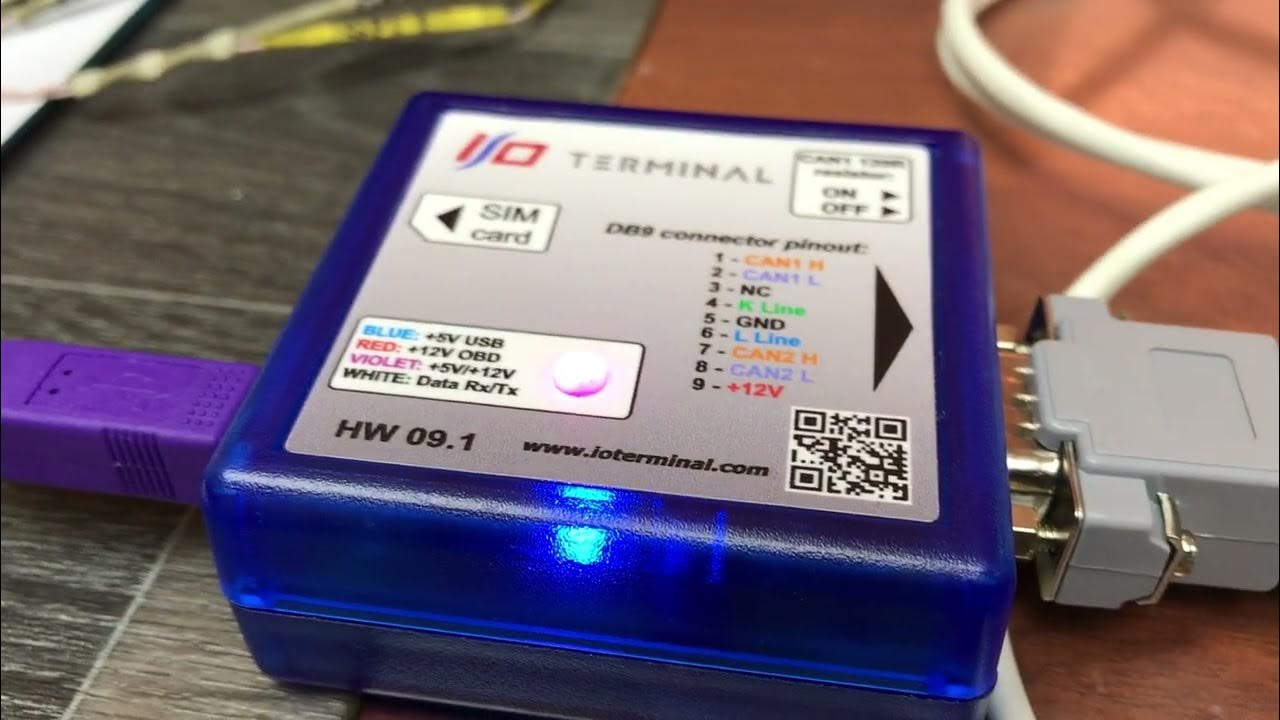 I/O TERMINAL
CAN1 120R
resistor:
ON ►
OFF ►
◄ SIM
card
DB9 connector pinout:
1 - CAN1 H
2 - CAN1 L
3 - NC
4 - K Line
5 - GND
6 - L Line
7 - CAN2 H
8 - CAN2 L
9 - +12V
BLUE: +5V USB
RED: +12V OBD
VIOLET: +5V/+12V
WHITE: Data Rx/Tx
HW 09.1
www.ioterminal.com